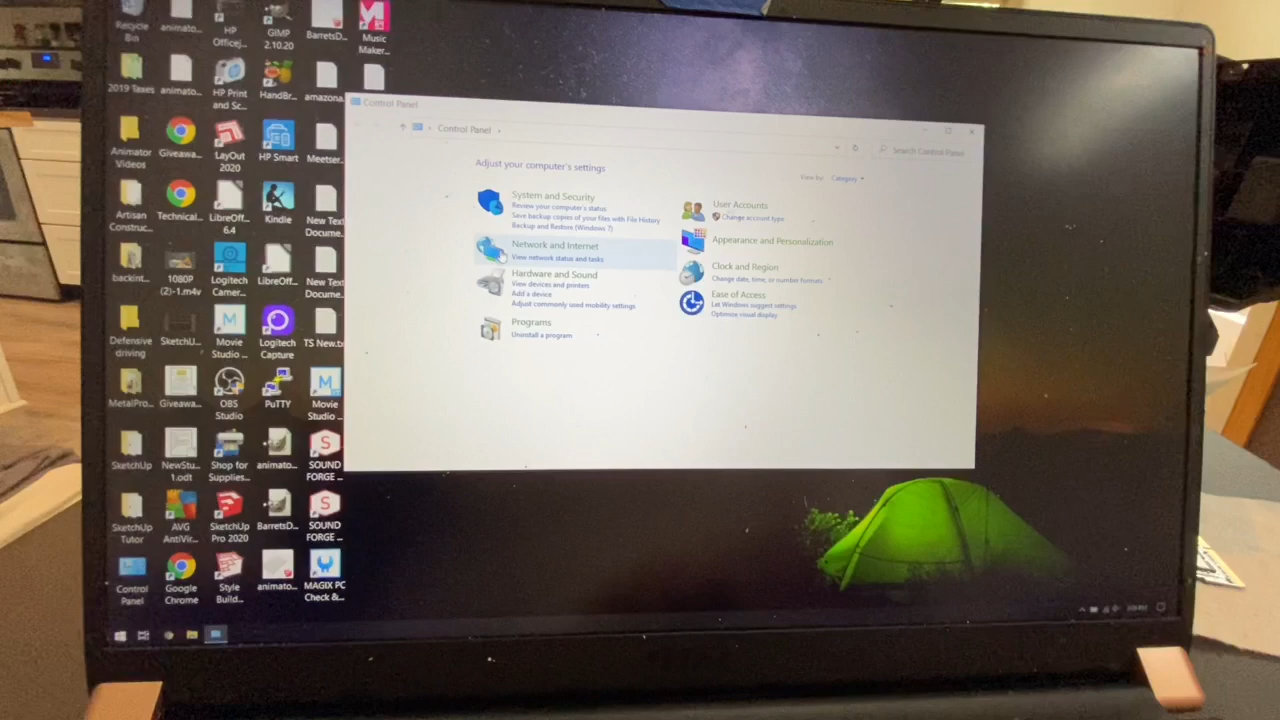 Recycle
Bin
animato...
HP
Officej...
GIMP
2.10.20
BarretsD...
Music
Maker...
2019 Taxes
animato...
HP Print
and Sc...
HandBr...
amazona...
Animator
Videos
Giveawa...
LayOut
2020
HP Smart
Meetser...
Artisan
Construc...
Technical...
LibreOff...
6.4
Kindle
New Text
Docume...
backint...
1080P
(2)-1.m4v
Logitech
Camer...
LibreOff...
New Text
Docume...
Defensive
driving
SketchU...
Movie
Studio ...
Logitech
Capture
TS New.tx
MetalPro...
Giveawa...
OBS
Studio
PuTTY
Movie
Studio ...
SketchUp
NewStu...
1.odt
Shop for
Supplies...
animato...
SOUND
FORGE ...
SketchUp
Tutor
AVG
AntiVir...
SketchUp
Pro 2020
BarretsD...
SOUND
FORGE ...
Control
Panel
Google
Chrome
Style
Build...
animato...
MAGIX PC
Check &...
Control Panel
Control Panel
Search Control Panel
Adjust your computer's settings
View by: Category
System and Security
Review your computer's status
Save backup copies of your files with File History
Backup and Restore (Windows 7)
Network and Internet
View network status and tasks
Hardware and Sound
View devices and printers
Add a device
Adjust commonly used mobility settings
Programs
Uninstall a program
User Accounts
Change account type
Appearance and Personalization
Clock and Region
Change date, time, or number formats
Ease of Access
Let Windows suggest settings
Optimize visual display